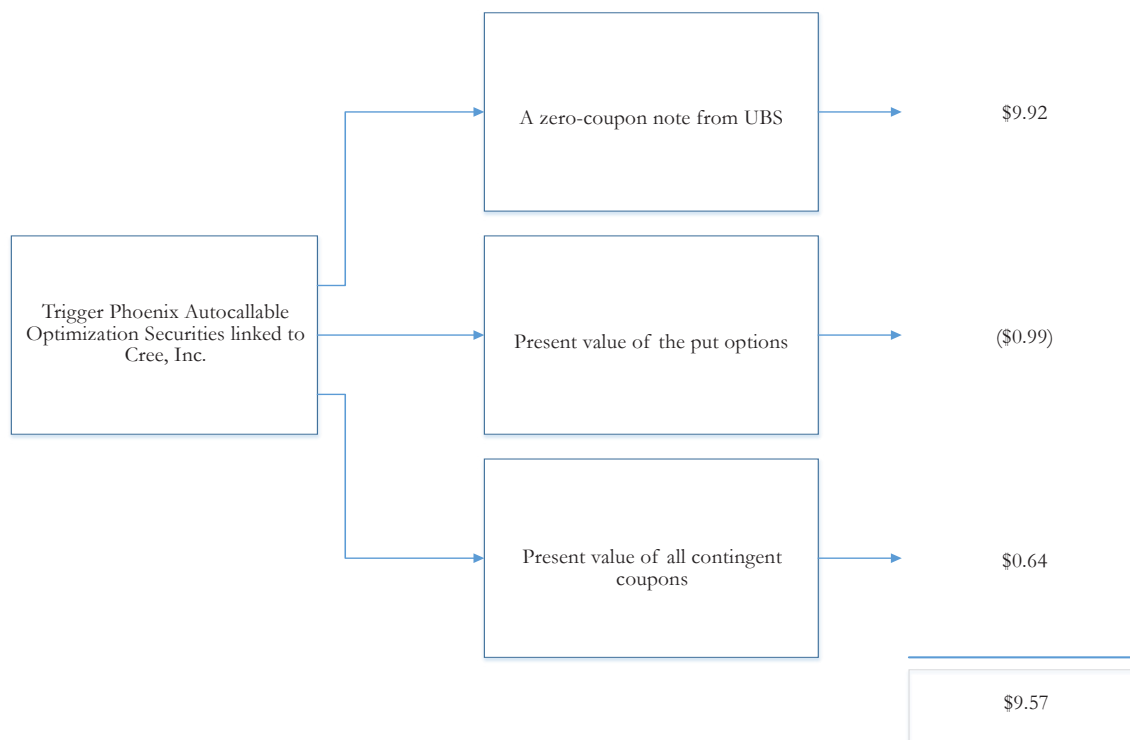 A zero-coupon note from UBS
$9.92
Trigger Phoenix Autocallable
Optimization Securities linked to
Cree, Inc.
Present value of the put options
($0.99)
Present value of all contingent
coupons
$0.64
$9.57